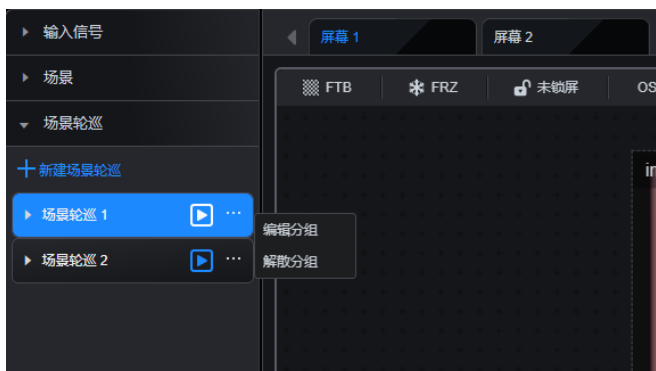 输入信号
场景
场景轮巡
新建场景轮巡
场景轮巡 1
场景轮巡 2
编辑分组
解散分组
屏幕 1
屏幕 2
FTB
FRZ
未锁屏